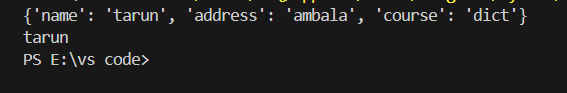 {'name': 'tarun', 'address': 'ambala', 'course': 'dict'}
tarun
PS E:\vs code>